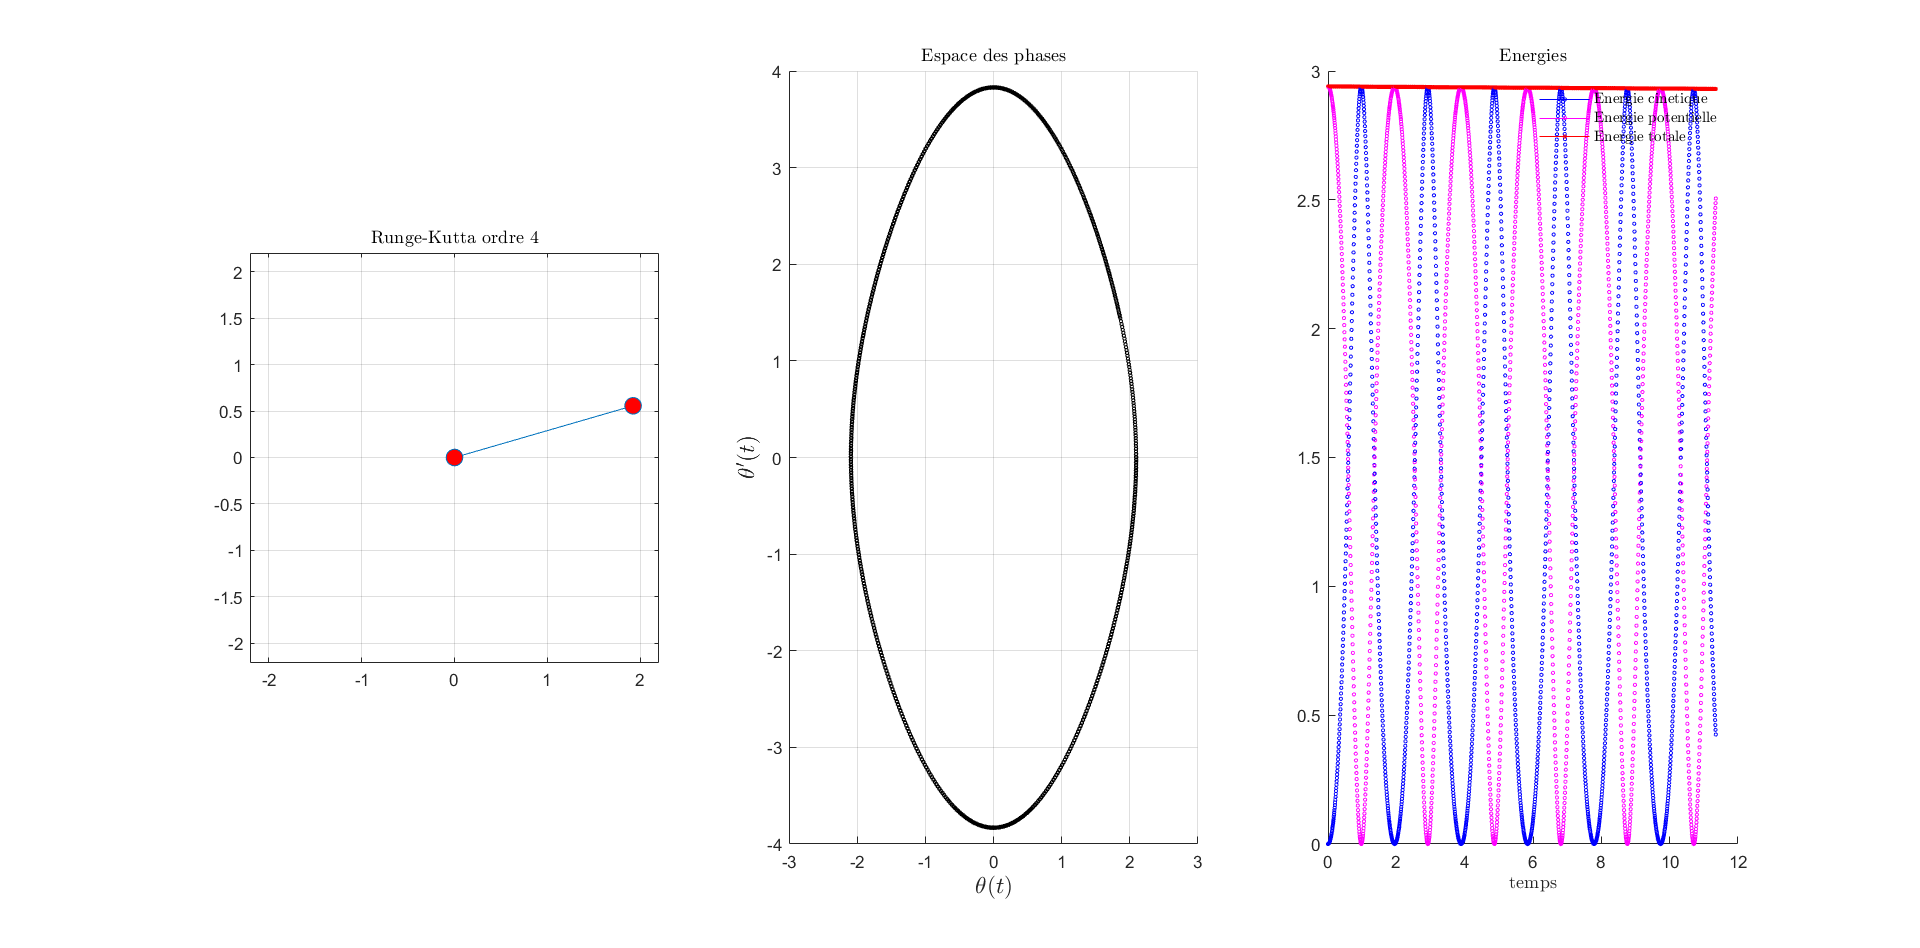 Runge-Kutta ordre 4
2
1.5
1
0.5
0
-0.5
-1
-1.5
-2
-2 -1 0 1 2
Espace des phases
4
3
2
1
0
-1
-2
-3
-4
θ′(t)
-3 -2 -1 0 1 2 3
θ(t)
Energies
3
2.5
2
1.5
1
0.5
0
Energie cinetique
Energie potentielle
Energie totale
0 2 4 6 8 10 12
temps